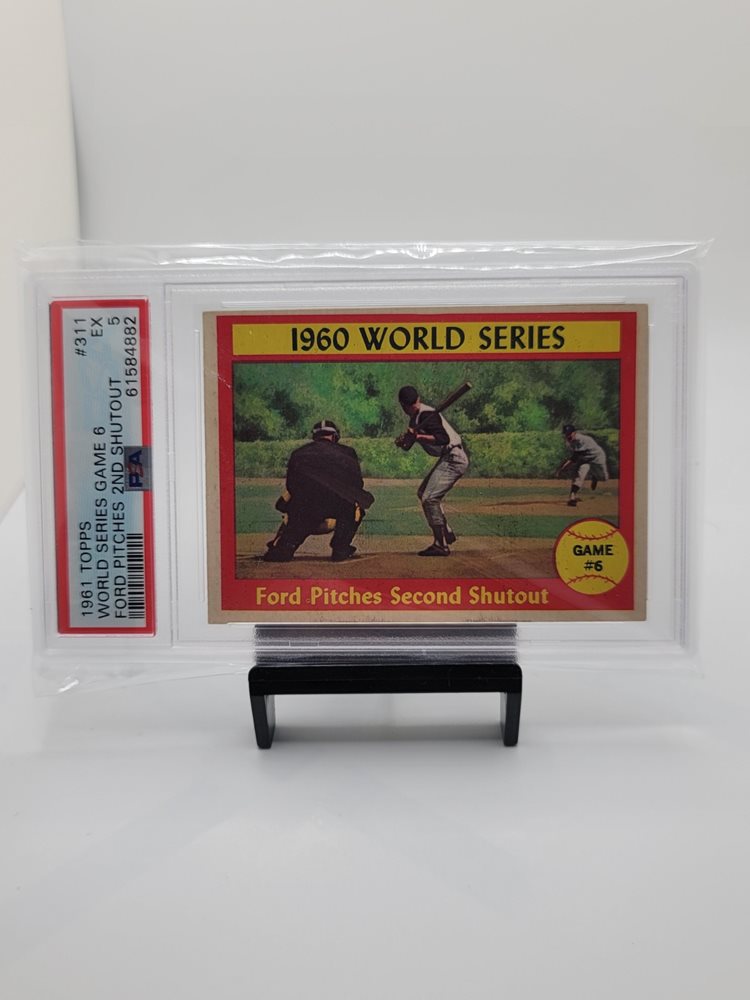 1961 TOPPS
WORLD SERIES GAME 6
FORD PITCHES 2ND SHUTOUT
#311
EX
5
61584882
PSA
1960 WORLD SERIES
GAME
#6
Ford Pitches Second Shutout